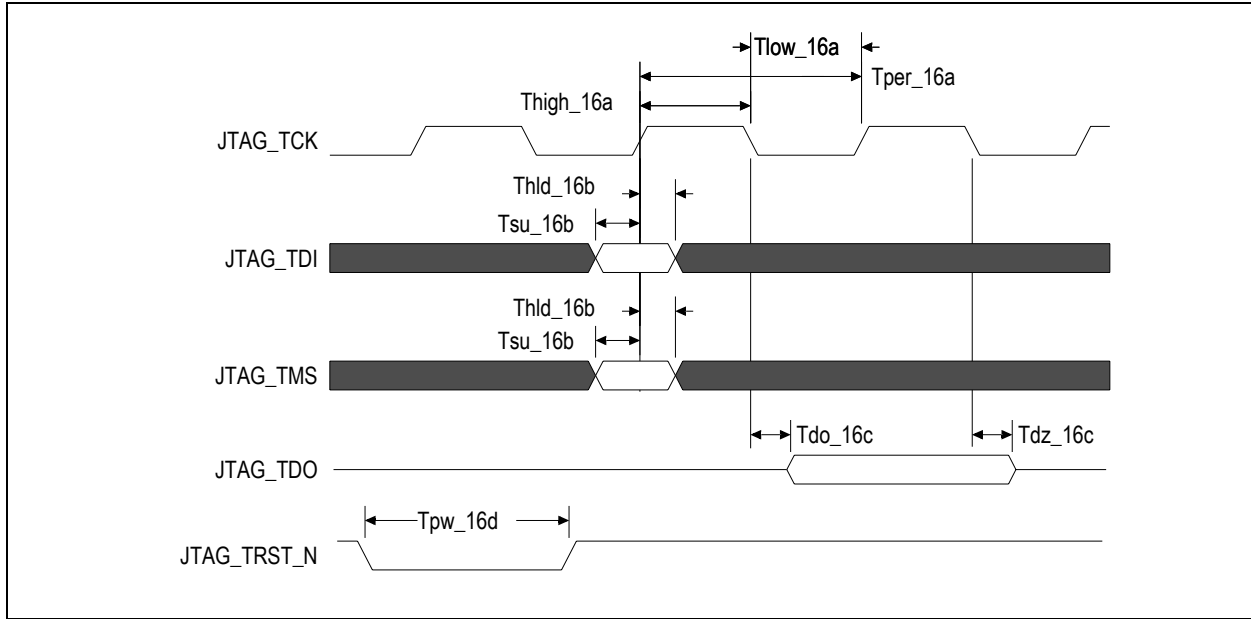 Tlow_16a
Tper_16a
Thigh_16a
JTAG_TCK
Thld_16b
Tsu_16b
JTAG_TDI
Thld_16b
Tsu_16b
JTAG_TMS
Tdo_16c
Tdz_16c
JTAG_TDO
Tpw_16d
JTAG_TRST_N